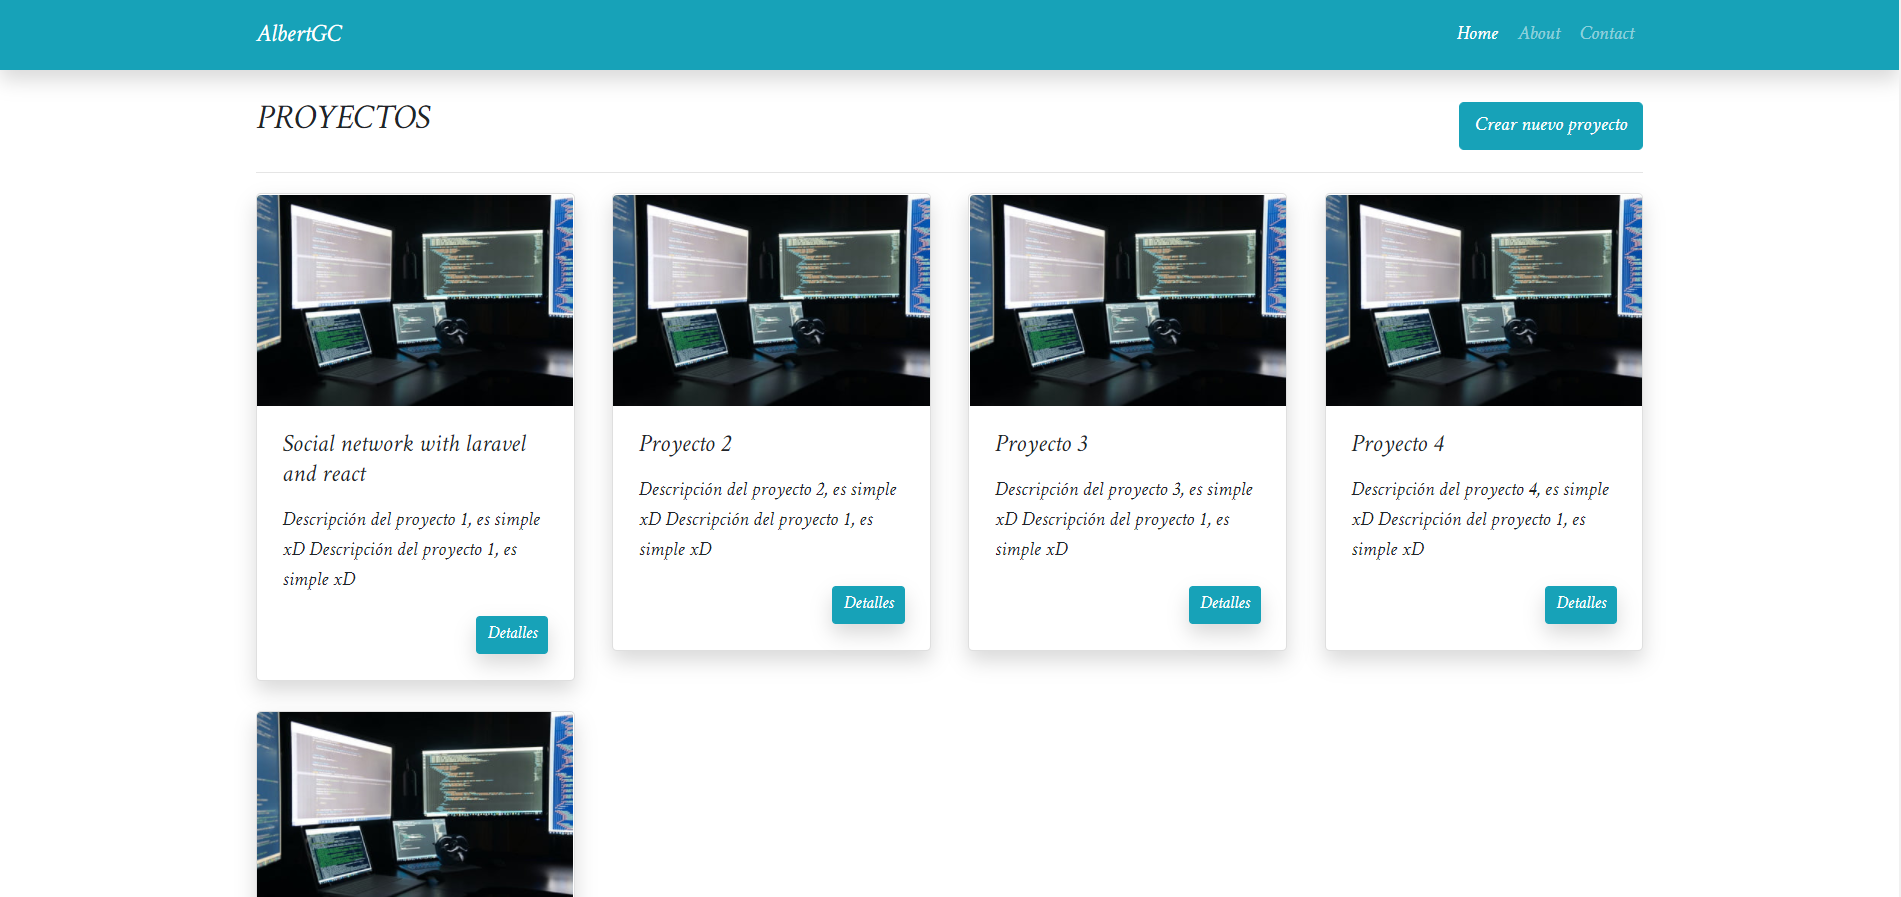 AlbertGC
Home About Contact
PROYECTOS
Crear nuevo proyecto
Social network with laravel
and react
Descripción del proyecto 1, es simple
xD Descripción del proyecto 1, es
simple xD
Detalles
Proyecto 2
Descripción del proyecto 2, es simple
xD Descripción del proyecto 1, es
simple xD
Detalles
Proyecto 3
Descripción del proyecto 3, es simple
xD Descripción del proyecto 1, es
simple xD
Detalles
Proyecto 4
Descripción del proyecto 4, es simple
xD Descripción del proyecto 1, es
simple xD
Detalles